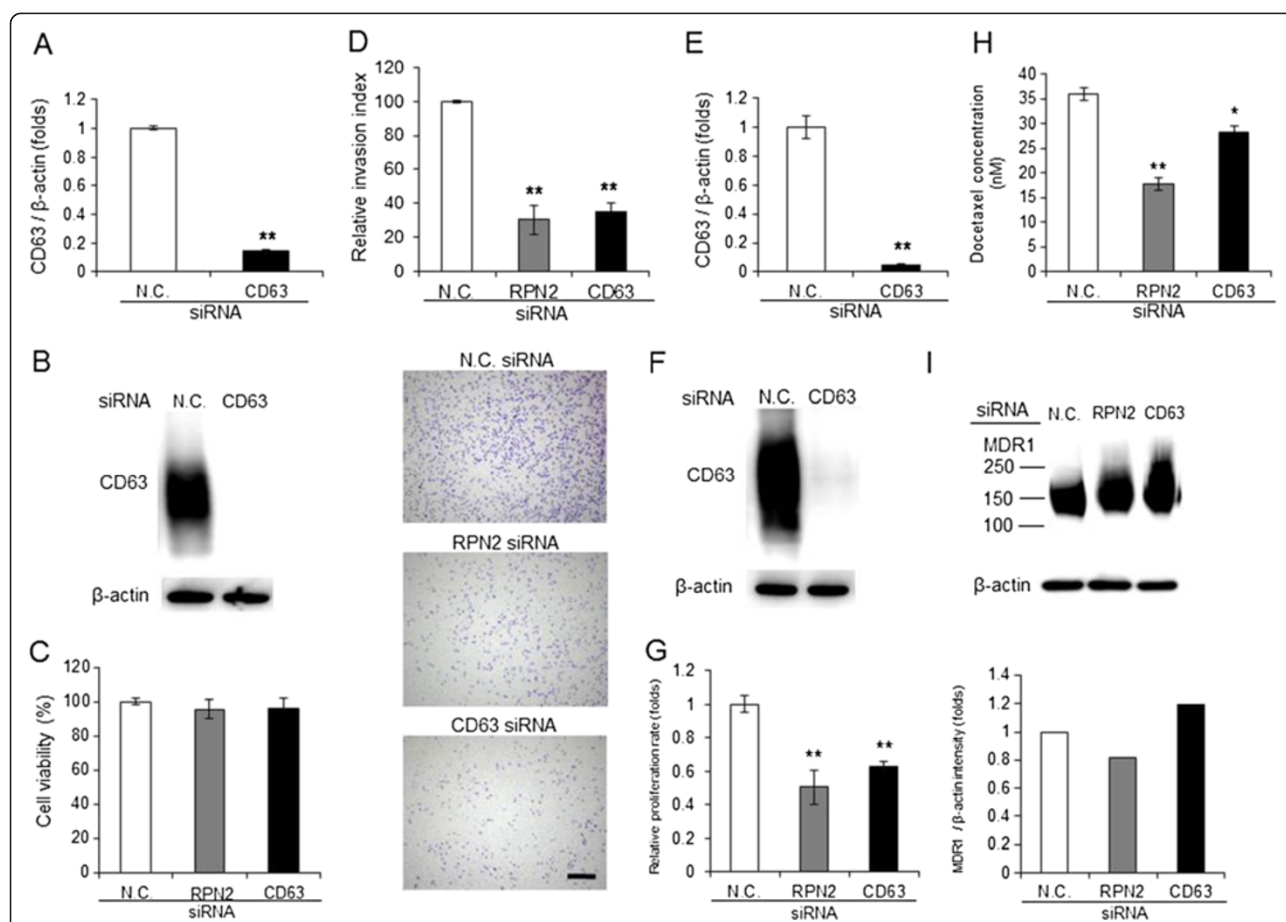 A
CD63 / β-actin (folds)
1.2
1
0.8
0.6
0.4
0.2
0
**
N.C. CD63
siRNA
D
Relative invasion index
120
100
80
60
40
20
0
** **
N.C. RPN2 CD63
siRNA
E
CD63 / β-actin (folds)
1.2
1
0.8
0.6
0.4
0.2
0
**
N.C. CD63
siRNA
H
Docetaxel concentration
(nM)
40
35
30
25
20
15
10
5
0
** *
N.C. RPN2 CD63
siRNA
B
siRNA N.C. CD63
CD63
β-actin
N.C. siRNA
RPN2 siRNA
CD63 siRNA
F
siRNA N.C. CD63
CD63
β-actin
I
siRNA N.C. RPN2 CD63
MDR1
250
150
100
β-actin
C
Cell viability (%)
120
100
80
60
40
20
0
N.C. RPN2 CD63
siRNA
G
Relative proliferation rate (folds)
1.4
1.2
1
0.8
0.6
0.4
0.2
0
** **
N.C. RPN2 CD63
siRNA
MDR1 / β-actin intensity (folds)
1.4
1.2
1
0.8
0.6
0.4
0.2
0
N.C. RPN2 CD63
siRNA